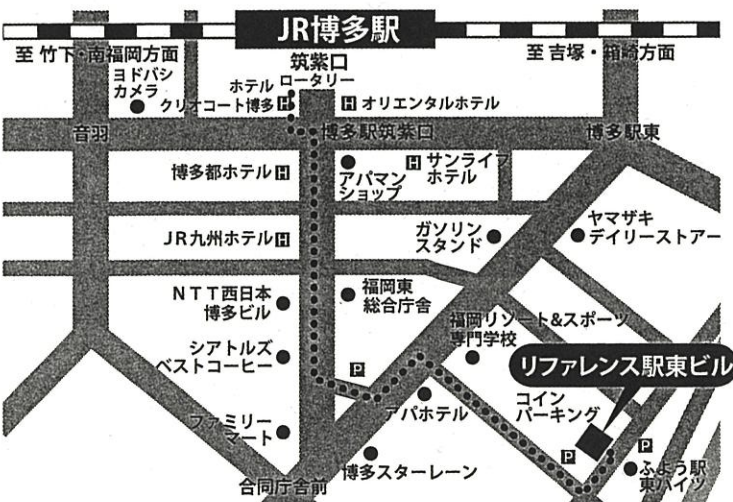 JR博多駅
至 竹下・南福岡方面
筑紫口
至 吉塚・箱崎方面
ヨドバシ
カメラ
ホテル
クリオコート博多 H
ロータリー
H オリエンタルホテル
音羽
博多駅筑紫口
博多駅東
博多都ホテル H
アパマン
ショップ
H サンライフ
ホテル
JR九州ホテル H
ガソリン
スタンド
ヤマザキ
デイリーストアー
NTT西日本
博多ビル
福岡東
総合庁舎
福岡リゾート&スポーツ
専門学校
シアトルズ
ベストコーヒー
P
リファレンス駅東ビル
アパホテル
コイン
パーキング
ファミリー
マート
P
P
博多スターレーン
ふよう駅
東ハイツ
合同庁舎前